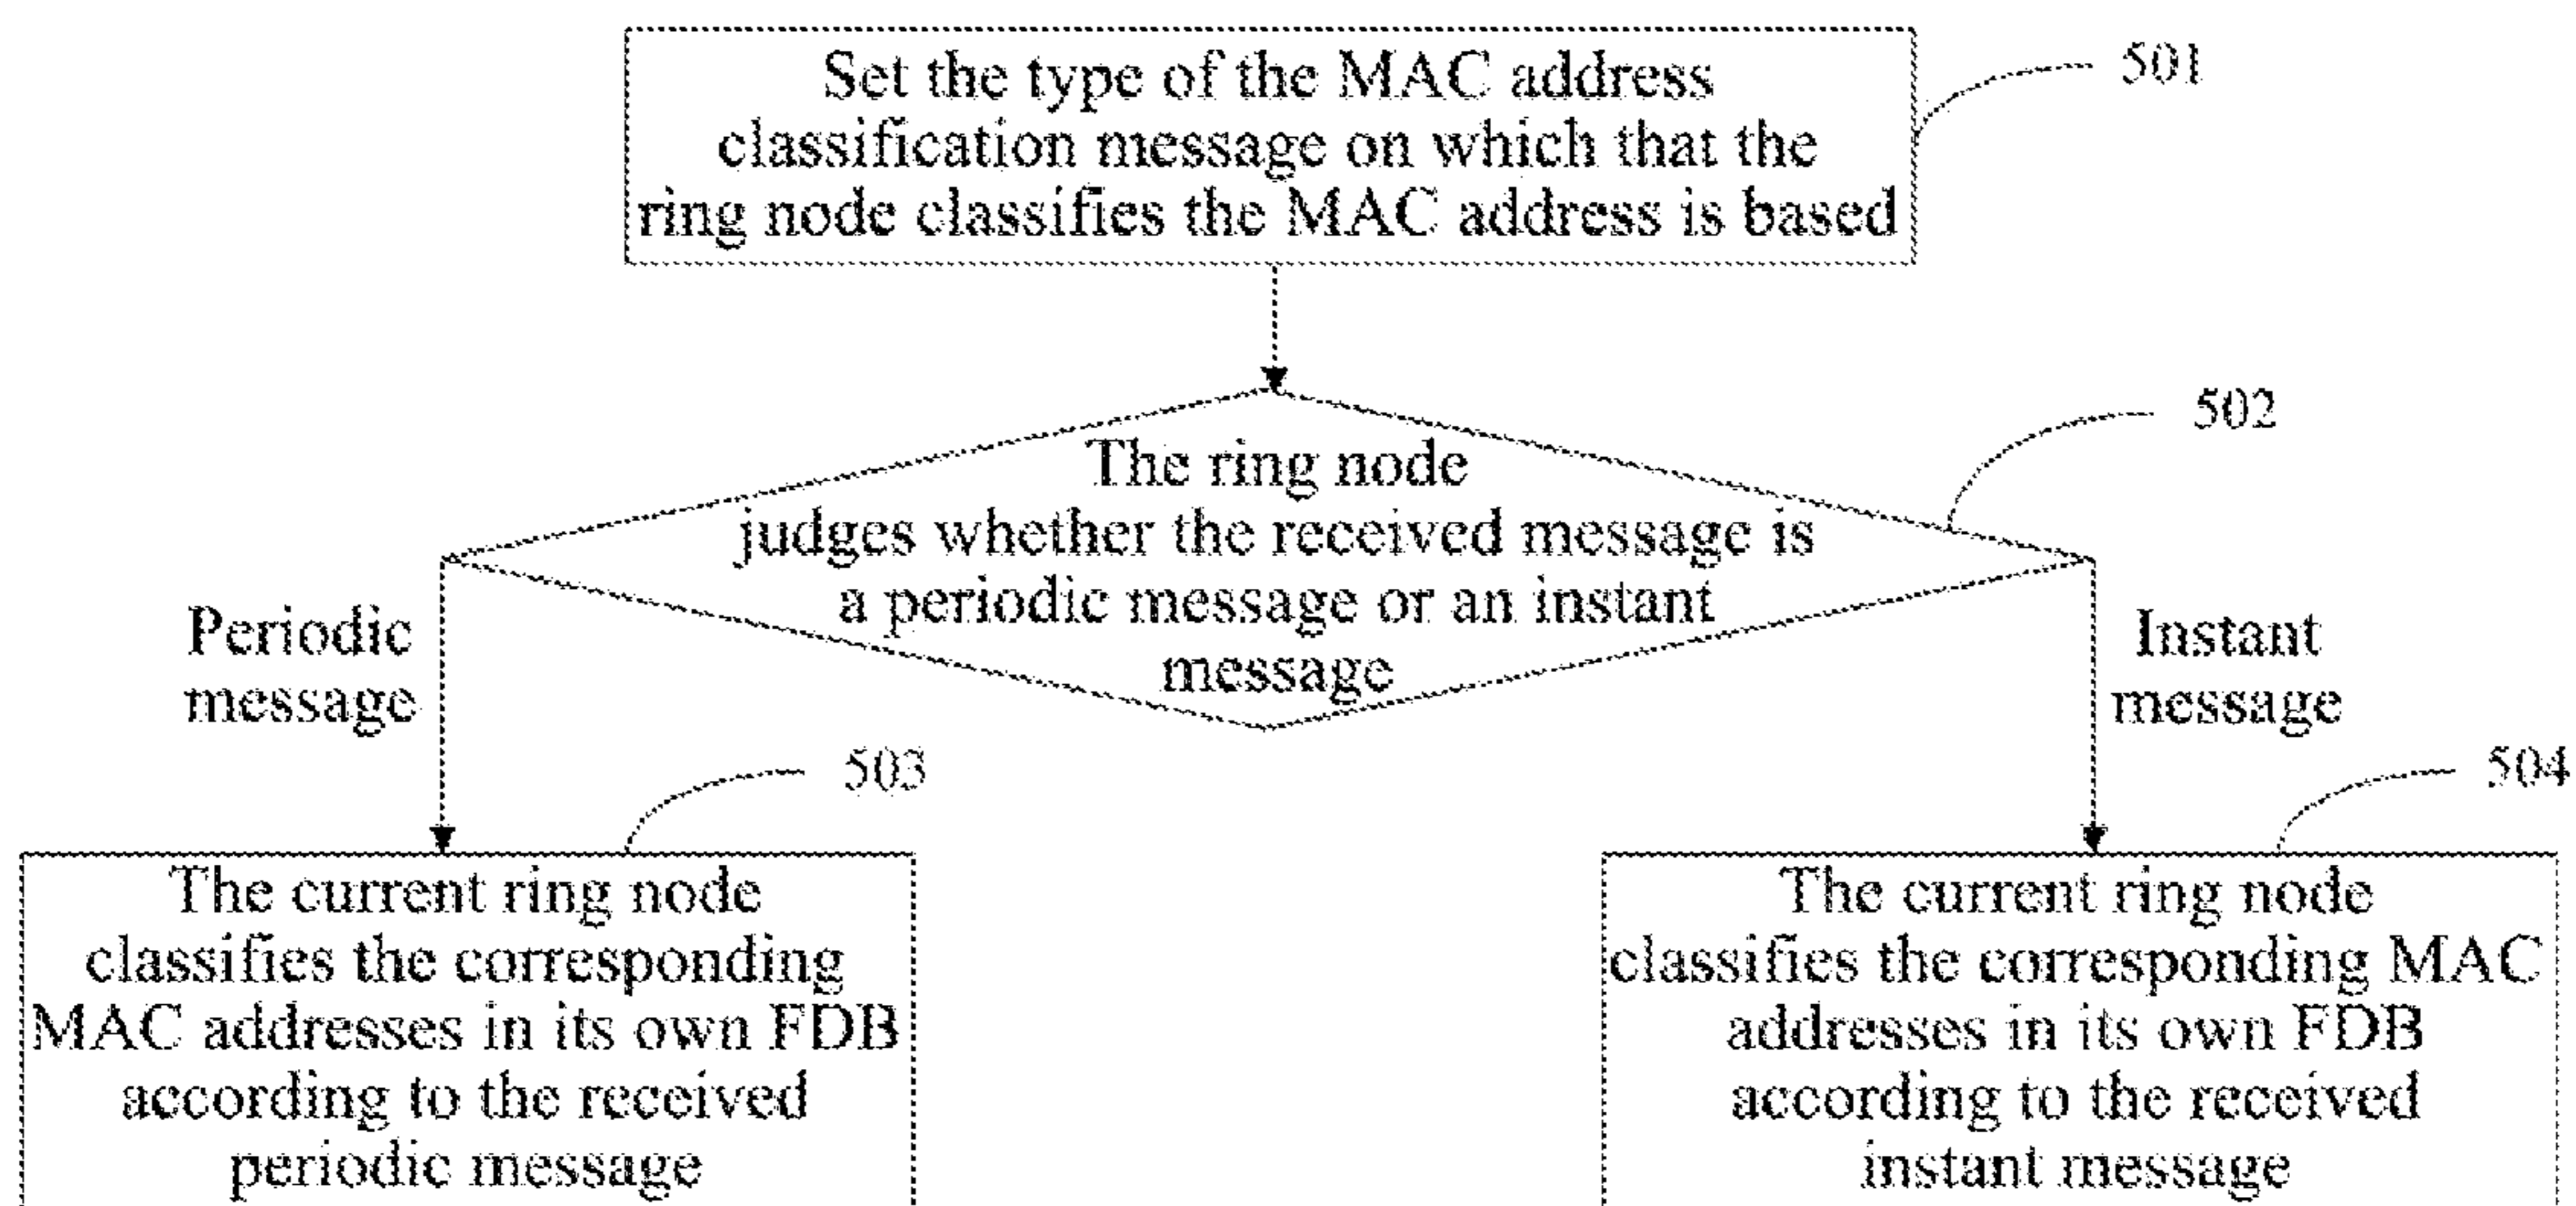 Set the type of the MAC address
classification message on which that the
ring node classifies the MAC address is based
501
502
The ring node
judges whether the received message is
a periodic message or an instant
message
Periodic
message
Instant
message
503
504
The current ring node
classifies the corresponding
MAC addresses in its own FDB
according to the received
periodic message
The current ring node
classifies the corresponding MAC
addresses in its own FDB
according to the received
instant message